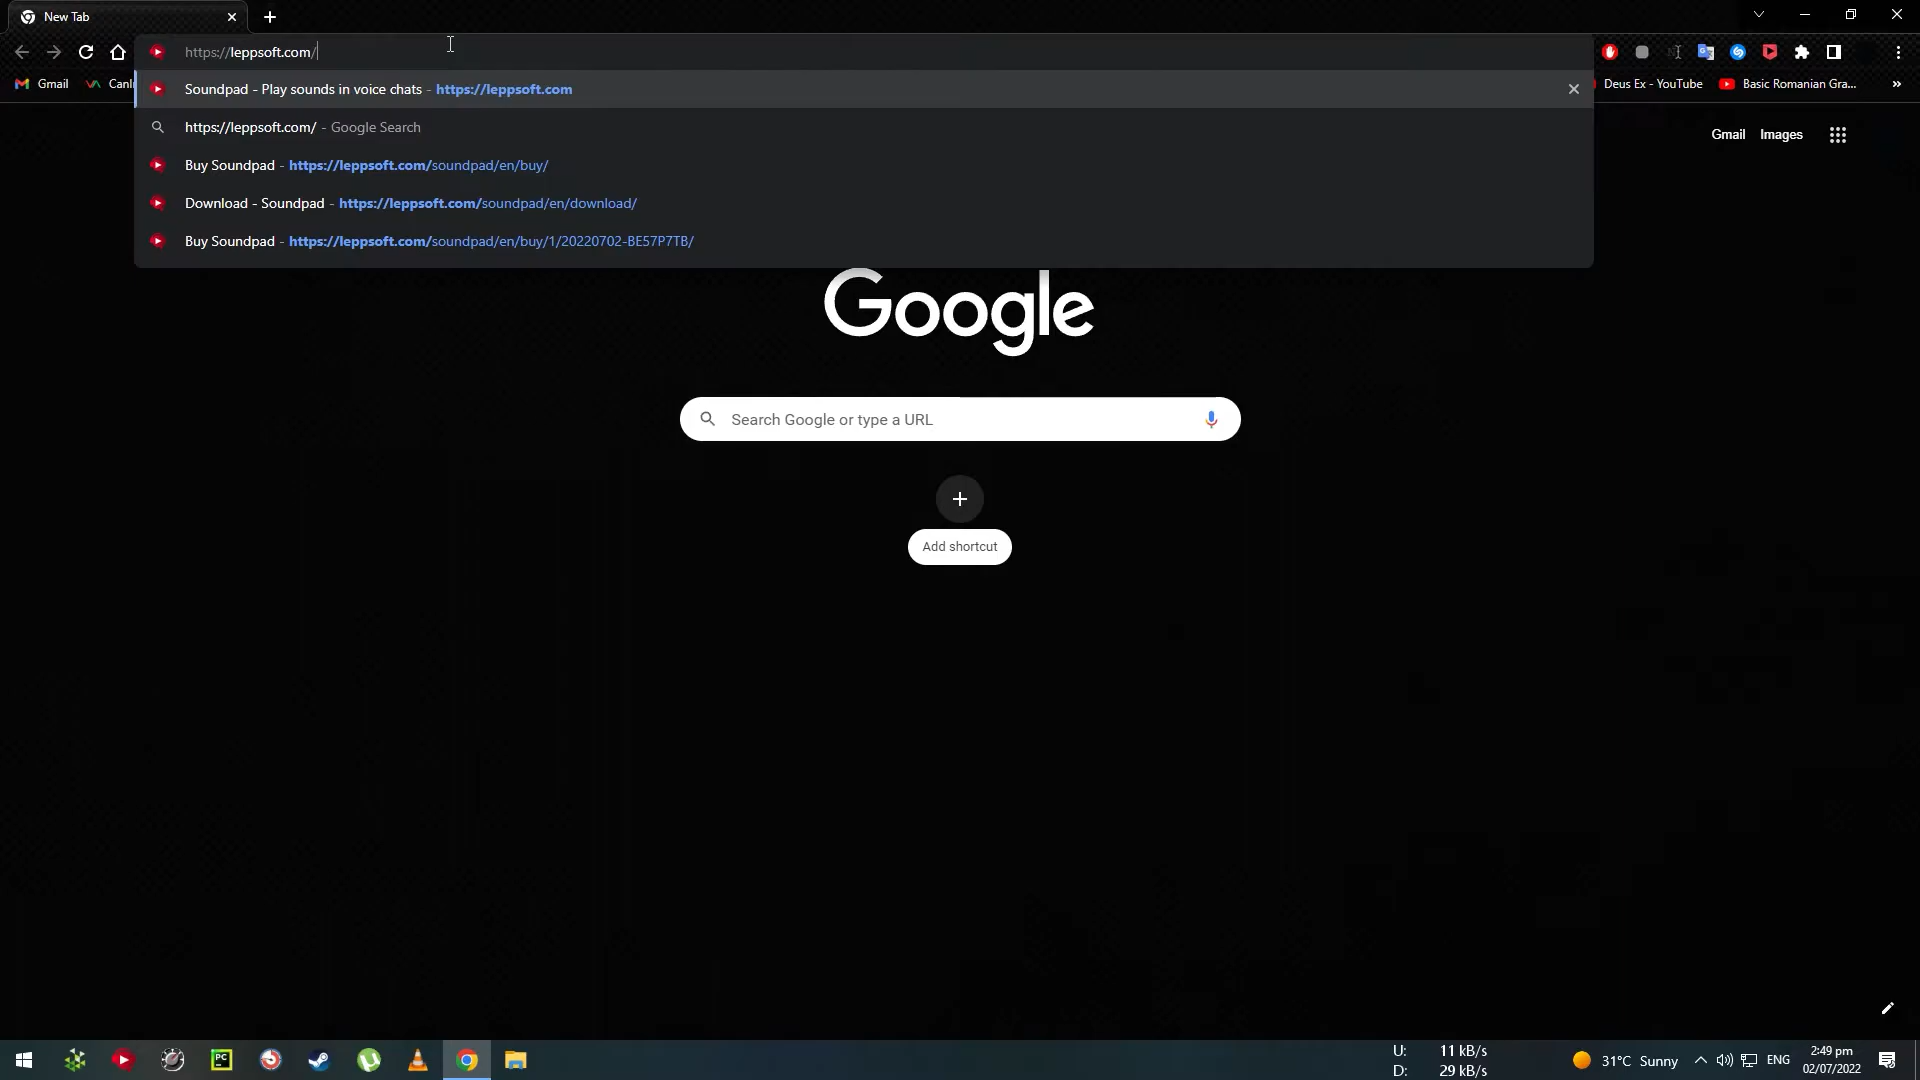 New Tab
https://leppsoft.com/
Soundpad - Play sounds in voice chats - https://leppsoft.com
https://leppsoft.com/ - Google Search
Buy Soundpad - https://leppsoft.com/soundpad/en/buy/
Download - Soundpad - https://leppsoft.com/soundpad/en/download/
Buy Soundpad - https://leppsoft.com/soundpad/en/buy/1/20220702-BE57P7TB/
Gmail
Deus Ex - YouTube
Basic Romanian Gra...
Gmail Images
Google
Search Google or type a URL
Add shortcut
PC
U: 11 kB/s
D: 29 kB/s
31°C Sunny
ENG
2:49 pm
02/07/2022